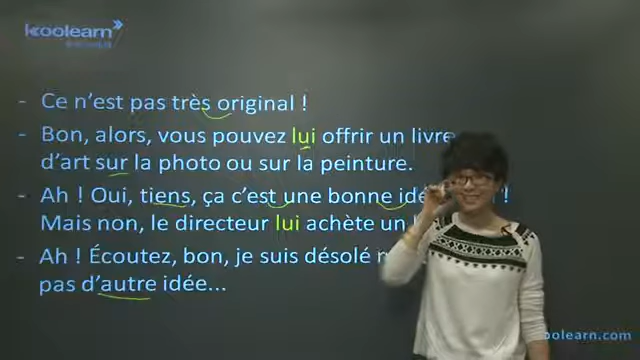 koolearn
- Ce n'est pas très original !
- Bon, alors, vous pouvez lui offrir un livre
d'art sur la photo ou sur la peinture.
- Ah ! Oui, tiens, ça c'est une bonne idé !
Mais non, le directeur lui achète un
- Ah ! Écoutez, bon, je suis désolé
pas d'autre idée...
oolearn.com